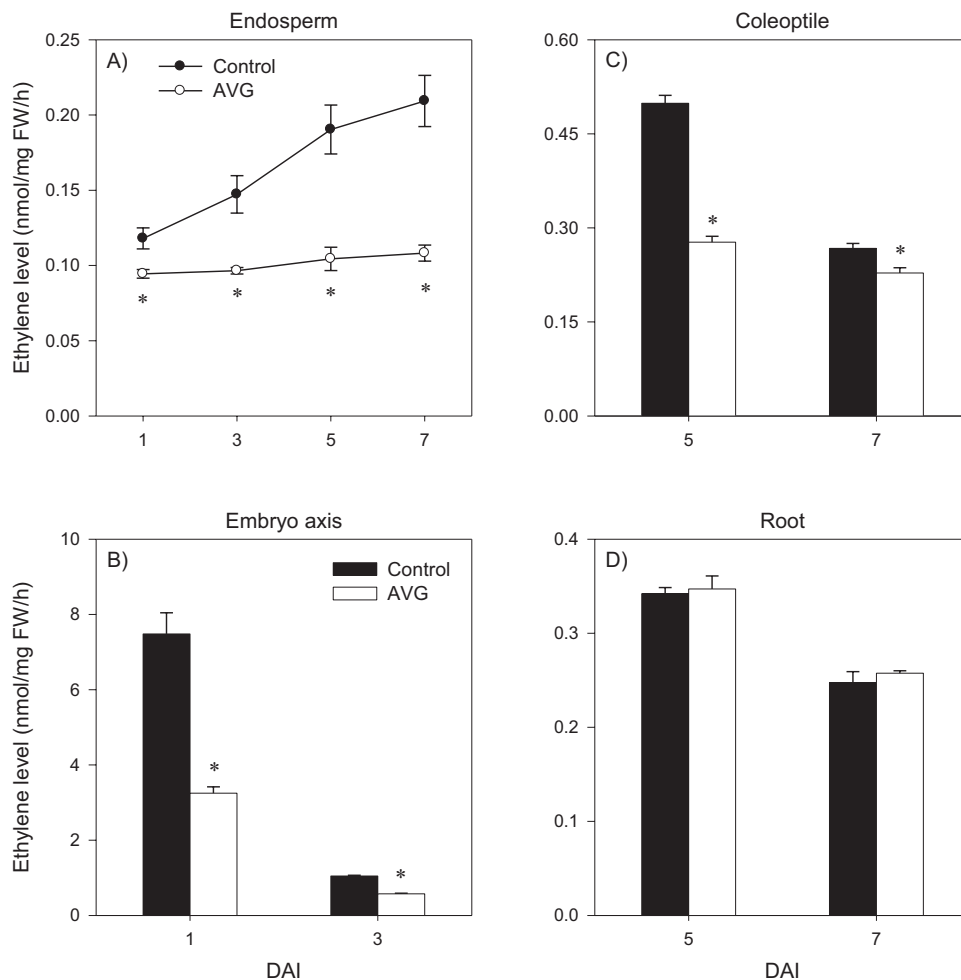 Endosperm
A)
Control
AVG
Ethylene level (nmol/mg FW/h)
0.25
0.20
0.15
0.10
0.05
0.00
* * * *
1 3 5 7
Coleoptile
C)
0.60
0.45
0.30
0.15
0.00
* *
5 7
Embryo axis
B)
Control
AVG
Ethylene level (nmol/mg FW/h)
10
8
6
4
2
0
* *
1 3
DAI
Root
D)
0.4
0.3
0.2
0.1
0.0
5 7
DAI